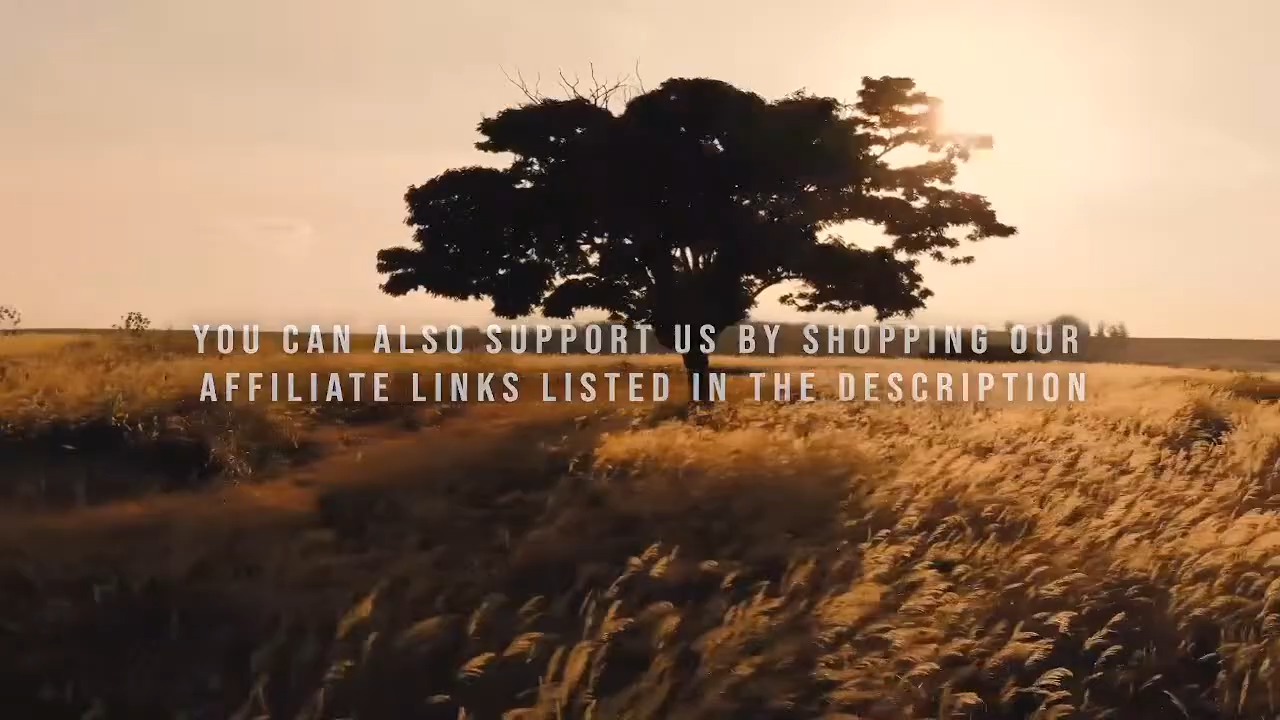 YOU CAN ALSO SUPPORT US BY SHOPPING OUR
AFFILIATE LINKS LISTED IN THE DESCRIPTION